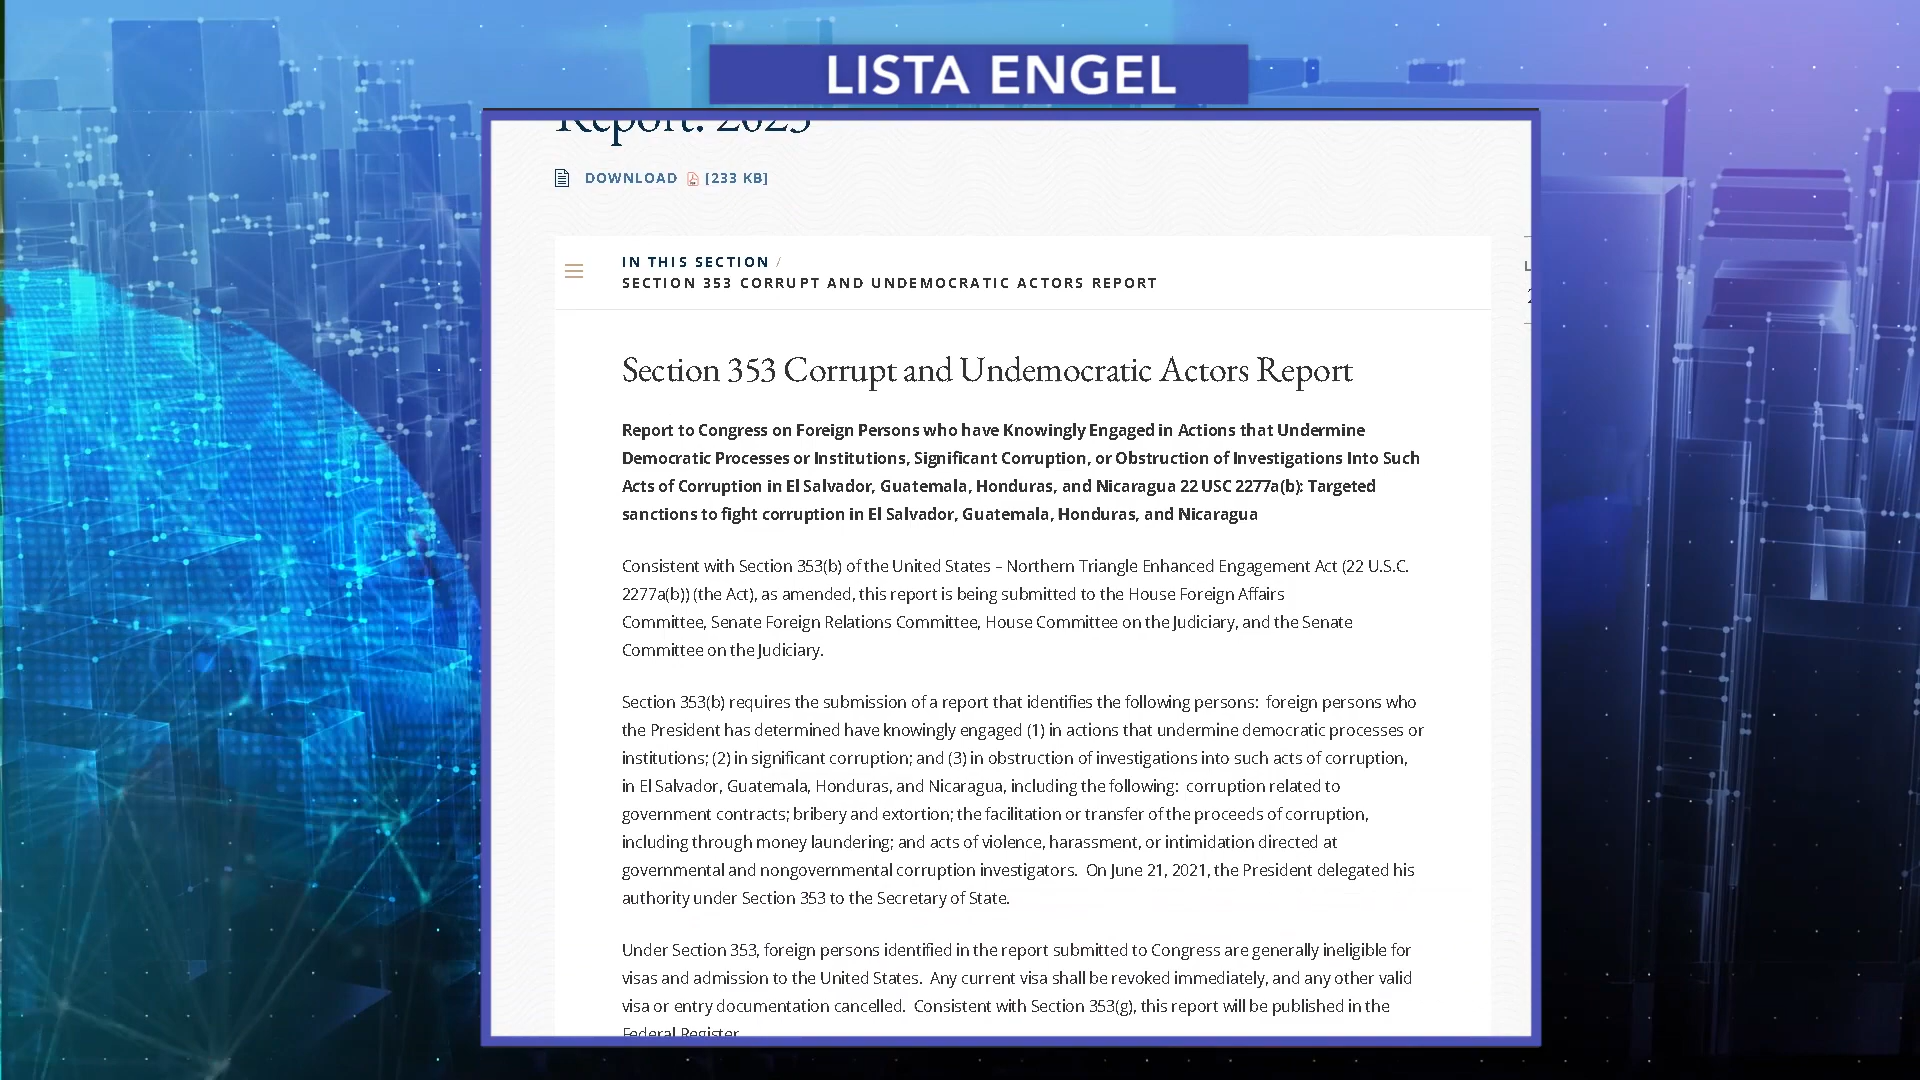 LISTA ENGEL
Report: 2023
DOWNLOAD [233 KB]
IN THIS SECTION /
SECTION 353 CORRUPT AND UNDEMOCRATIC ACTORS REPORT
Section 353 Corrupt and Undemocratic Actors Report
Report to Congress on Foreign Persons who have Knowingly Engaged in Actions that Undermine
Democratic Processes or Institutions, Significant Corruption, or Obstruction of Investigations Into Such
Acts of Corruption in El Salvador, Guatemala, Honduras, and Nicaragua 22 USC 2277a(b): Targeted
sanctions to fight corruption in El Salvador, Guatemala, Honduras, and Nicaragua
Consistent with Section 353(b) of the United States – Northern Triangle Enhanced Engagement Act (22 U.S.C.
2277a(b)) (the Act), as amended, this report is being submitted to the House Foreign Affairs
Committee, Senate Foreign Relations Committee, House Committee on the Judiciary, and the Senate
Committee on the Judiciary.
Section 353(b) requires the submission of a report that identifies the following persons:  foreign persons who
the President has determined have knowingly engaged (1) in actions that undermine democratic processes or
institutions; (2) in significant corruption; and (3) in obstruction of investigations into such acts of corruption,
in El Salvador, Guatemala, Honduras, and Nicaragua, including the following:  corruption related to
government contracts; bribery and extortion; the facilitation or transfer of the proceeds of corruption,
including through money laundering; and acts of violence, harassment, or intimidation directed at
governmental and nongovernmental corruption investigators.  On June 21, 2021, the President delegated his
authority under Section 353 to the Secretary of State.
Under Section 353, foreign persons identified in the report submitted to Congress are generally ineligible for
visas and admission to the United States.  Any current visa shall be revoked immediately, and any other valid
visa or entry documentation cancelled.  Consistent with Section 353(g), this report will be published in the
Federal Register.